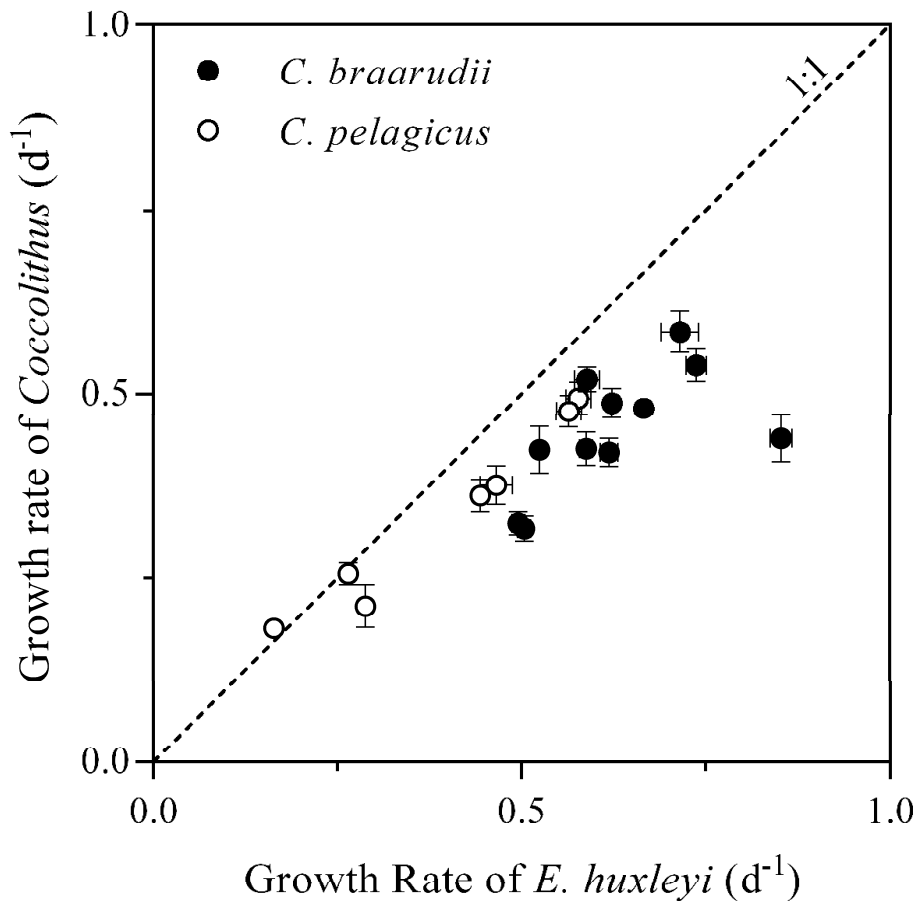 1.0
C. braarudii
C. pelagicus
1:1
Growth rate of Coccolithus (d-1)
0.5
0.0
0.0 0.5 1.0
Growth Rate of E. huxleyi (d-1)